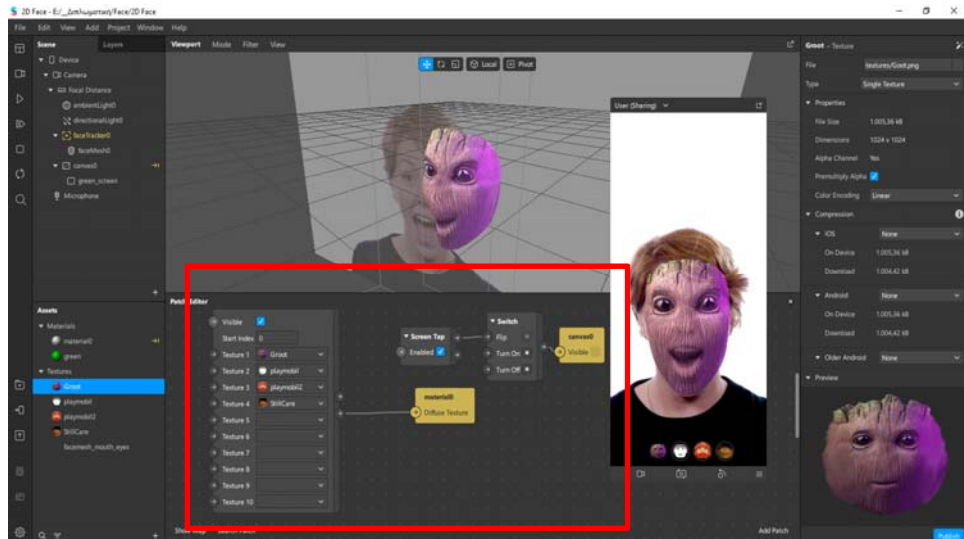 2D Face - E:/_Διπλωματική/Face/2D Face
File Edit View Add Project Window Help
Scene Layers
Device
Camera
Focal Distance
ambientLight0
directionalLight0
faceTracker0
faceMesh0
canvas0
green_screen
Microphone
Assets
Materials
material0
green
Textures
Groot
playmobil
playmobil2
StillCare
facemesh_mouth_eyes
Viewport Mode Filter View
Local Pivot
User (Sharing)
Patch Editor
Visible
Start Index 0
Texture 1 Groot
Texture 2 playmobil
Texture 3 playmobil2
Texture 4 StillCare
Texture 5
Texture 6
Texture 7
Texture 8
Texture 9
Texture 10
Screen Tap
Enabled
Switch
Flip
Turn On
Turn Off
canvas0
Visible
material0
Diffuse Texture
Show Map Search Patch
Add Patch
Groot - Texture
File textures/Goot.png
Type Single Texture
Properties
File Size 1.005,36 kB
Dimensions 1024 x 1024
Alpha Channel Yes
Premultiply Alpha
Color Encoding Linear
Compression
iOS None
On Device 1.005,36 kB
Download 1.004,42 kB
Android None
On Device 1.005,36 kB
Download 1.004,42 kB
Older Android None
Preview
Publish